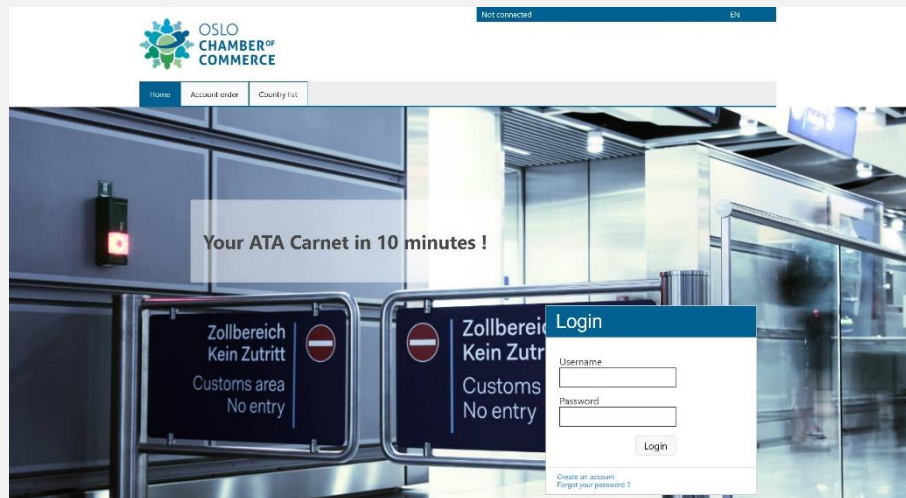 Not connected
EN
OSLO
CHAMBER OF
COMMERCE
Home
Account order
Country list
Your ATA Carnet in 10 minutes !
Zollbereich
Kein Zutritt
Customs area
No entry
Zollbereic
Kein Zutr
Customs
No entry
Login
Username
Password
Login
Create an account
Forgot your password ?